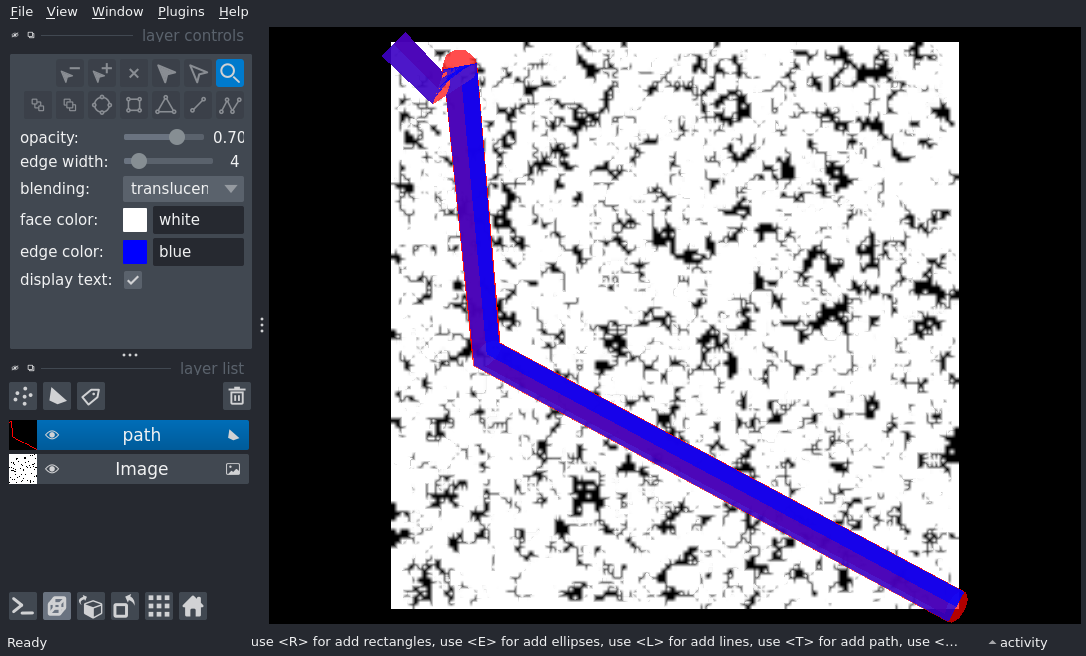 File View Window Plugins Help
layer controls
opacity: 0.70
edge width: 4
blending: translucen
face color: white
edge color: blue
display text:
layer list
path
Image
Ready use <R> for add rectangles, use <E> for add ellipses, use <L> for add lines, use <T> for add path, use <... activity